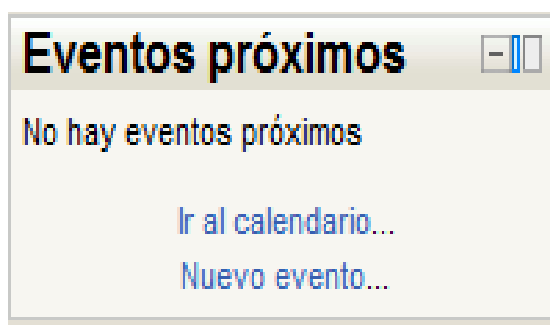 Eventos próximos
No hay eventos próximos
Ir al calendario...
Nuevo evento...